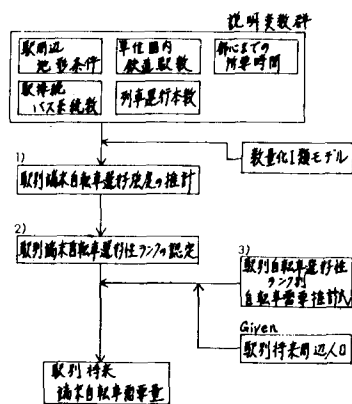 説明変数群
駅周辺
地形条件
単位圏内
鉄道駅数
都心までの
乗車時間
駅接続
バス系統数
列車運行本数
数量化I類モデル
1)
駅別端末自転車選好強度の推計
2)
駅別端末自転車選好性ランクの認定
3)
駅別自転車選好性
ランク別
自転車需要推計式
Given
駅別将来周辺人口
駅別将来
端末自転車需要量